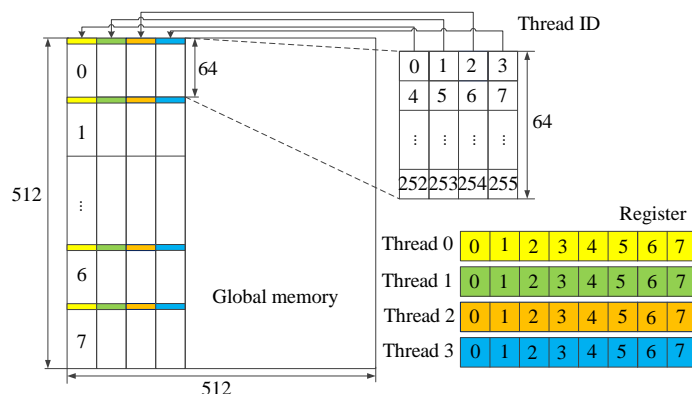 Thread ID
0
64
1
⋮
512
6
7
Global memory
512
0 1 2 3
4 5 6 7
⋮ ⋮ ⋮ ⋮
252 253 254 255
64
Register
Thread 0 0 1 2 3 4 5 6 7
Thread 1 0 1 2 3 4 5 6 7
Thread 2 0 1 2 3 4 5 6 7
Thread 3 0 1 2 3 4 5 6 7